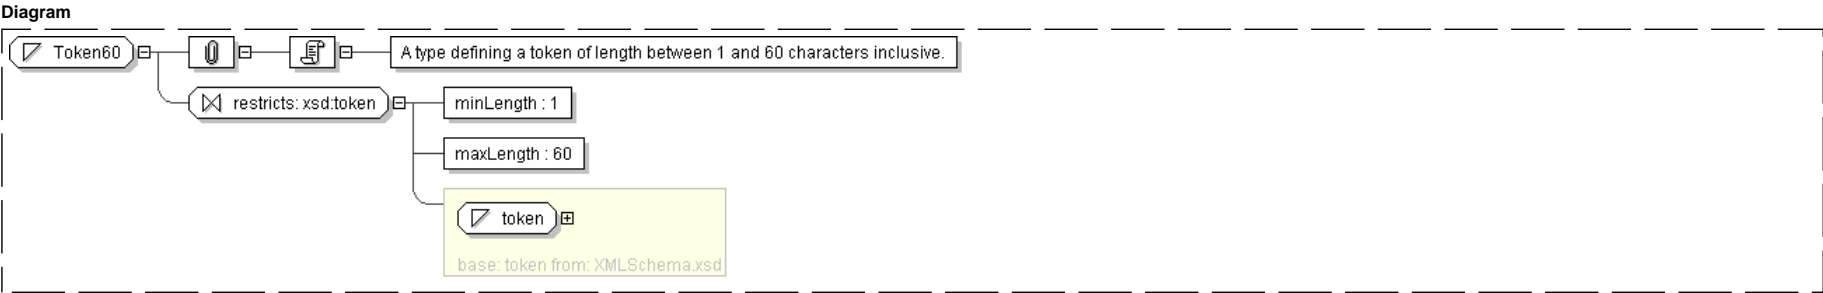 Diagram
Token60
A type defining a token of length between 1 and 60 characters inclusive.
restricts: xsd:token
minLength : 1
maxLength : 60
token
base: token from: XMLSchema.xsd